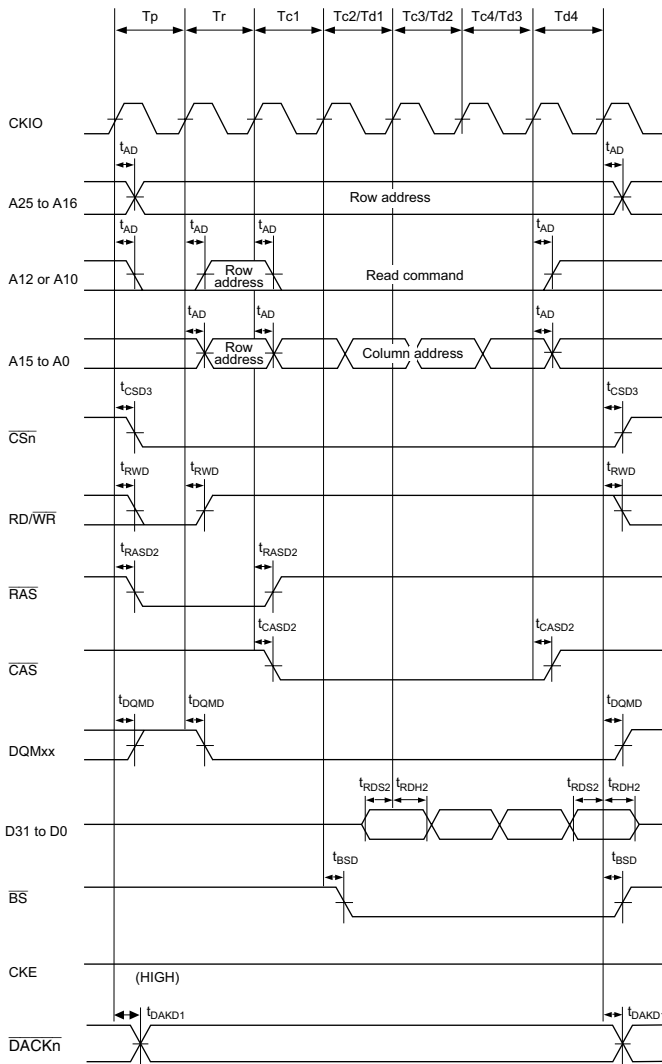 Tp Tr Tc1 Tc2/Td1 Tc3/Td2 Tc4/Td3 Td4
CKIO
tAD tAD
A25 to A16 Row address
tAD tAD tAD tAD
A12 or A10 Row address Read command
tAD tAD tAD
A15 to A0 Row address Column address
tCSD3 tCSD3
CSn
tRWD tRWD tRWD
RD/WR
tRASD2 tRASD2
RAS
tCASD2 tCASD2
CAS
tDQMD tDQMD tDQMD
DQMxx
tRDS2 tRDH2 tRDS2 tRDH2
D31 to D0
tBSD tBSD
BS
CKE
(HIGH)
tDAKD1 tDAKD1
DACKn